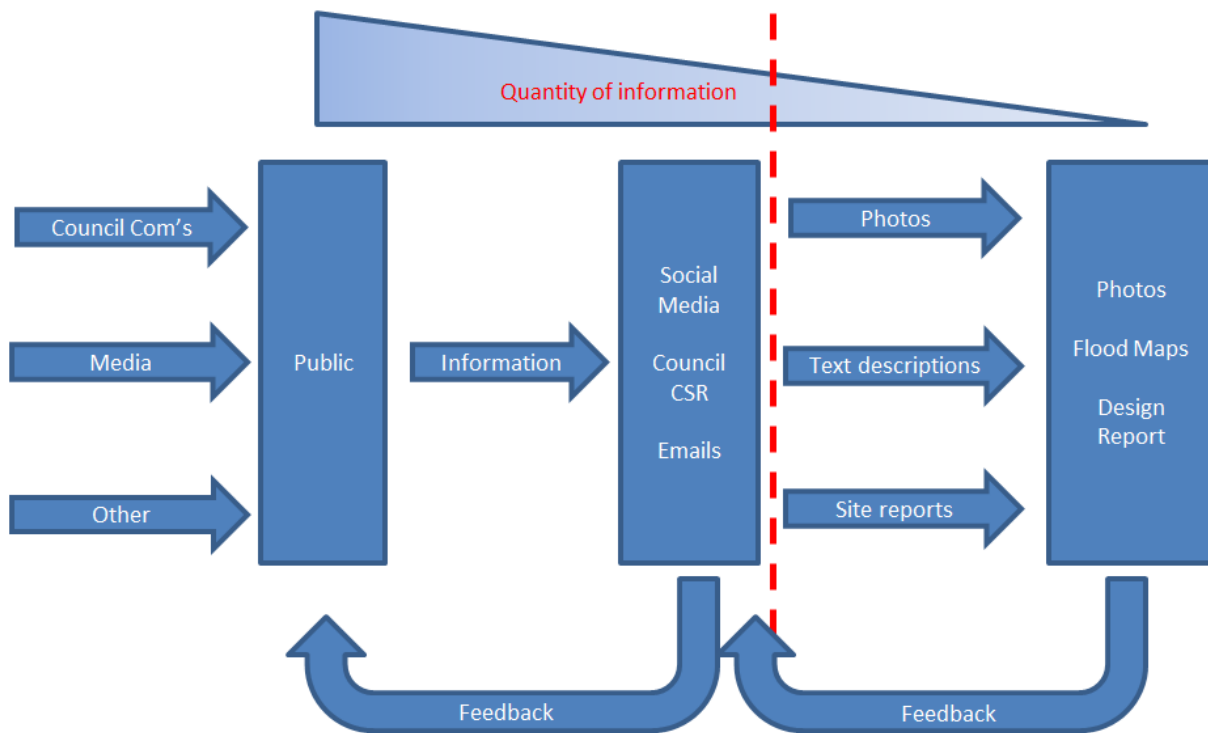 Quantity of information
Council Com's
Media
Other
Public
Information
Social
Media
Council
CSR
Emails
Photos
Text descriptions
Site reports
Photos
Flood Maps
Design
Report
Feedback
Feedback